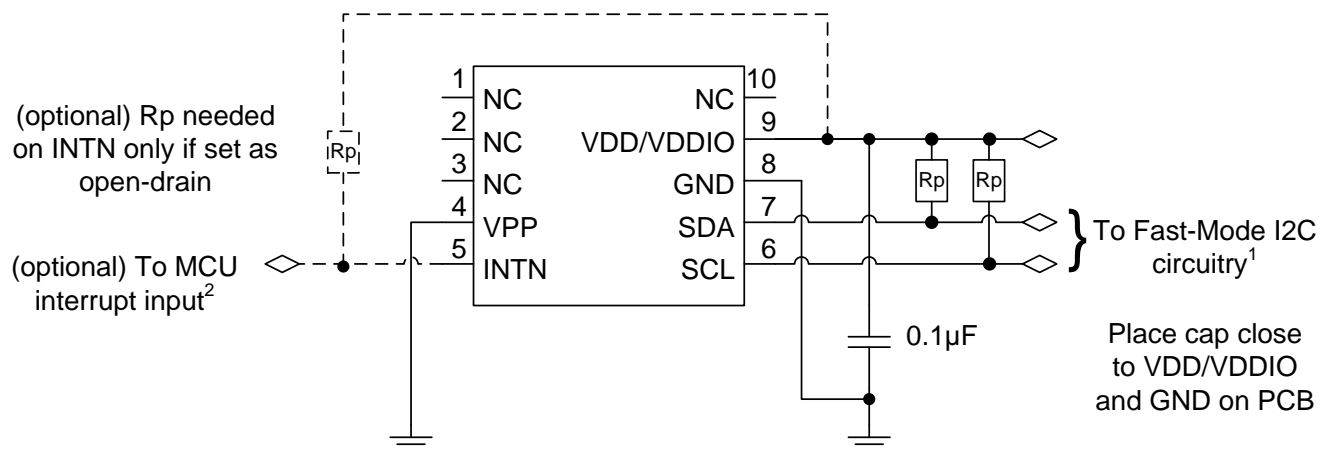 (optional) Rp needed
on INTN only if set as
open-drain
Rp
(optional) To MCU
interrupt input2
1
NC
2
NC
3
NC
4
VPP
5
INTN
10
NC
9
VDD/VDDIO
8
GND
7
SDA
6
SCL
Rp
Rp
0.1µF
} To Fast-Mode I2C
circuitry1
Place cap close
to VDD/VDDIO
and GND on PCB